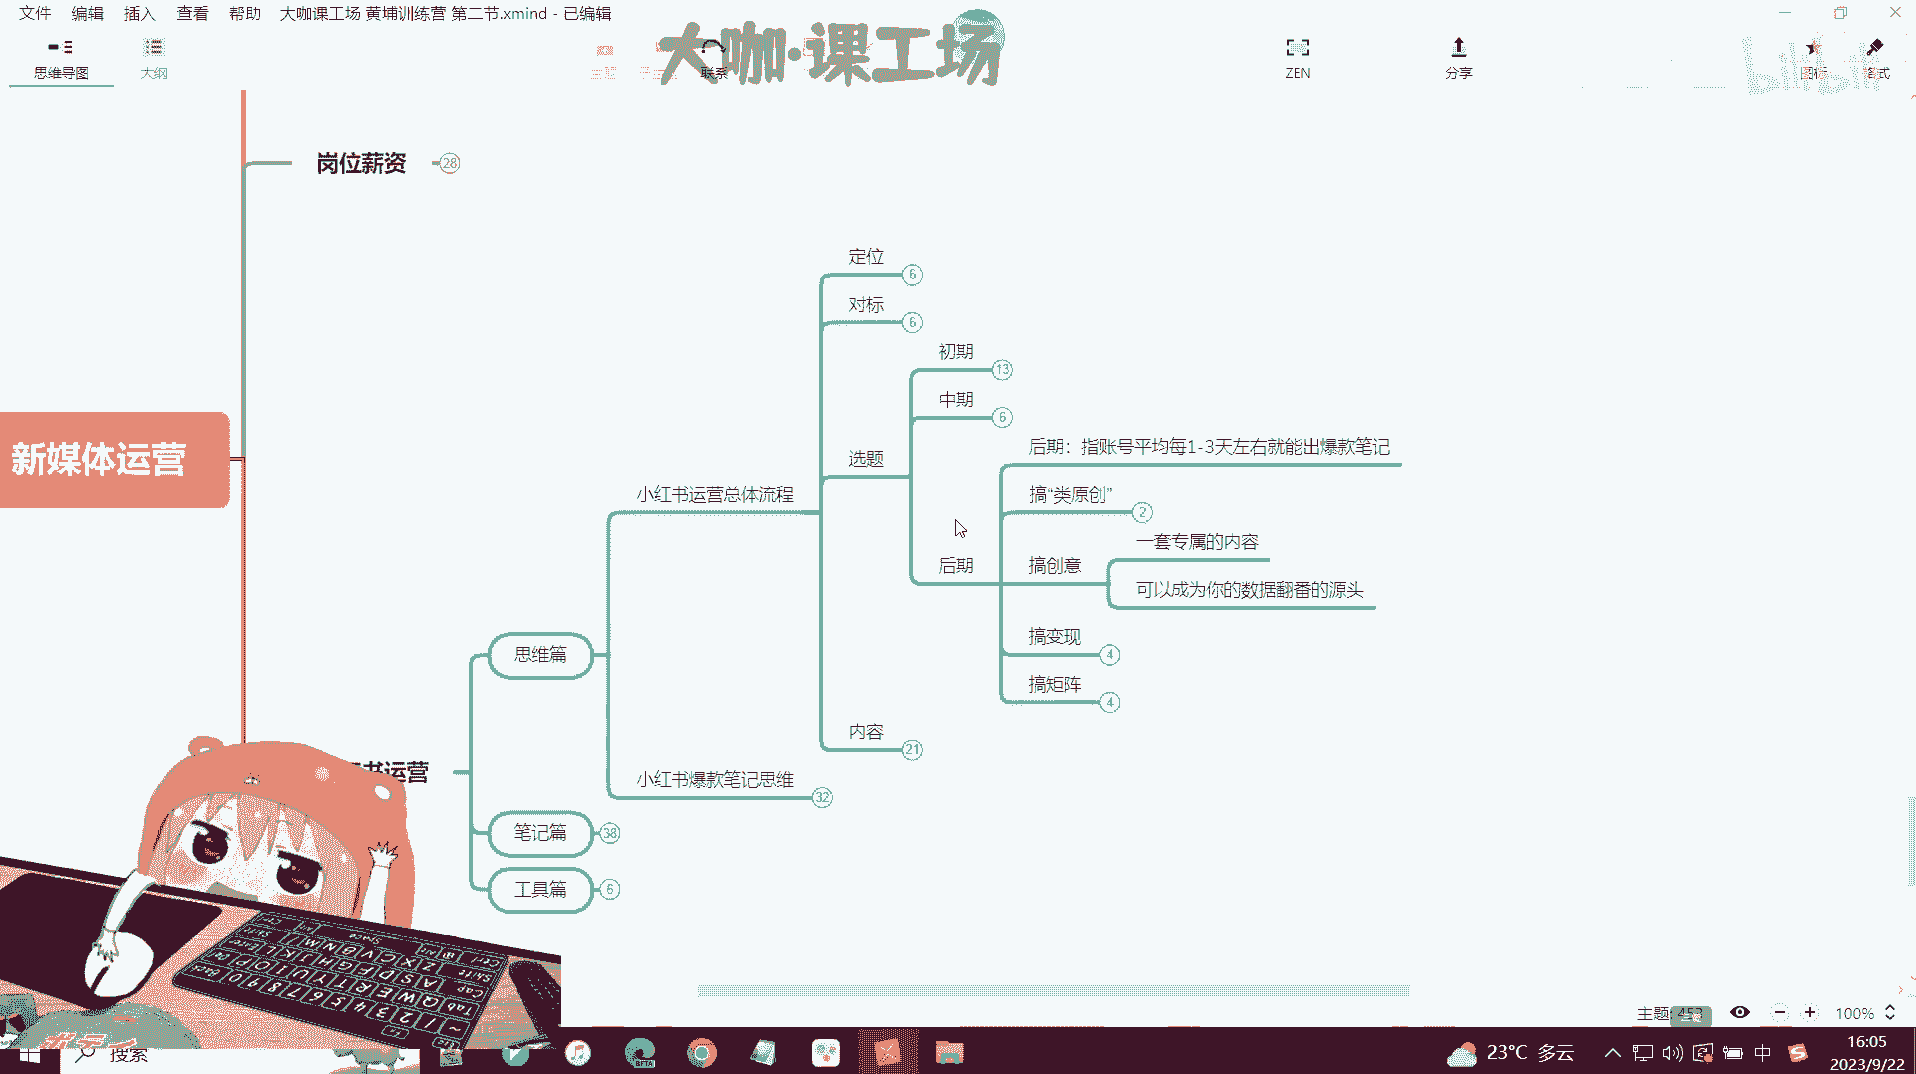 文件 编辑 插入 查看 帮助 大咖课工场 黄埔训练营 第二节.xmind - 已编辑
思维导图
大纲
联系
大咖·课工场
ZEN
分享
bilibili
岗位薪资 28
定位 6
对标 6
初期 13
中期 6
后期：指账号平均每1-3天左右就能出爆款笔记
选题
新媒体运营
小红书运营总体流程
搞“类原创” 2
一套专属的内容
后期
搞创意
可以成为你的数据翻番的源头
搞变现 4
思维篇
搞矩阵 4
内容 21
书运营
小红书爆款笔记思维 32
笔记篇 38
工具篇 6
主题: 453
100%
搜索
BETA
23°C 多云
中
16:05
2023/9/22